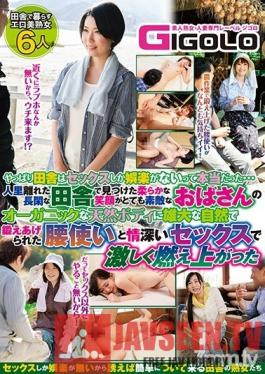 田舎で暮らす
エロ美熟女
6人
素人熟女・人妻専門レーベル ジゴロ
GIGOLO
近くにラブホなんか
無いから、ウチ来ます!?
やっぱり田舎はセックスしか娯楽がないって本当だった…
人里離れた田舎で見つけた柔らかな
長閑な笑顔がとても素敵なおばさんの
オーガニックな天然ボディに雄大な自然で
鍛えあげられた腰使いと情深いセックスで
激しく燃え上がった
JAVSEEN.TV
FREE JAV STREAMING
セックスしか娯楽が無いから誘えば簡単について来る田舎の熟女たち